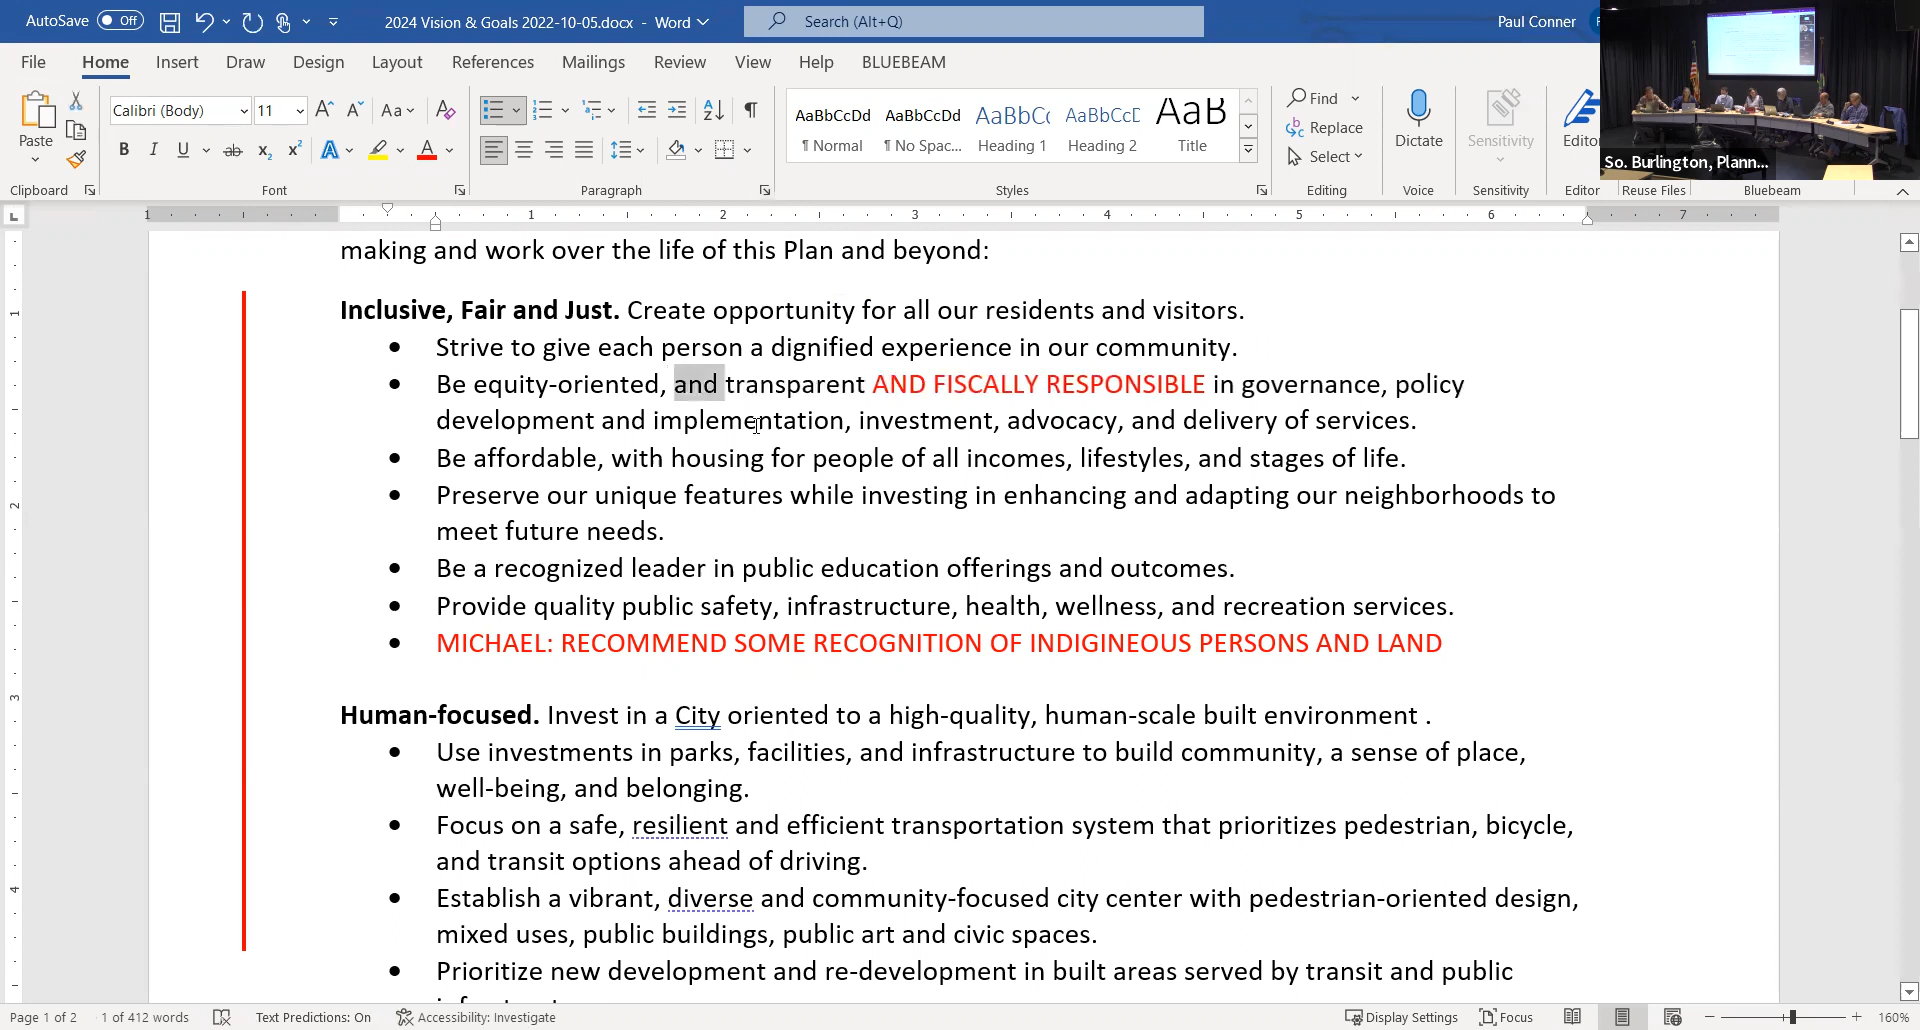 AutoSave Off 2024 Vision & Goals 2022-10-05.docx - Word Search (Alt+Q) Paul Conner
File Home Insert Draw Design Layout References Mailings Review View Help BLUEBEAM
Calibri (Body) 11 Aa AaBbCcDd AaBbCcDd AaBbCc AaBbCcD AaB Find
Paste ¶ Normal ¶ No Spac... Heading 1 Heading 2 Title Replace Dictate Sensitivity Editor
Select
So. Burlington, Plann...
Clipboard Font Paragraph Styles Editing Voice Sensitivity Editor Reuse Files Bluebeam
1 1 2 3 4 5 6 7
making and work over the life of this Plan and beyond:
Inclusive, Fair and Just. Create opportunity for all our residents and visitors.
• Strive to give each person a dignified experience in our community.
• Be equity-oriented, and transparent AND FISCALLY RESPONSIBLE in governance, policy
development and implementation, investment, advocacy, and delivery of services.
• Be affordable, with housing for people of all incomes, lifestyles, and stages of life.
• Preserve our unique features while investing in enhancing and adapting our neighborhoods to
meet future needs.
• Be a recognized leader in public education offerings and outcomes.
• Provide quality public safety, infrastructure, health, wellness, and recreation services.
• MICHAEL: RECOMMEND SOME RECOGNITION OF INDIGINEOUS PERSONS AND LAND
Human-focused. Invest in a City oriented to a high-quality, human-scale built environment .
• Use investments in parks, facilities, and infrastructure to build community, a sense of place,
well-being, and belonging.
• Focus on a safe, resilient and efficient transportation system that prioritizes pedestrian, bicycle,
and transit options ahead of driving.
• Establish a vibrant, diverse and community-focused city center with pedestrian-oriented design,
mixed uses, public buildings, public art and civic spaces.
• Prioritize new development and re-development in built areas served by transit and public
Page 1 of 2 1 of 412 words Text Predictions: On Accessibility: Investigate Display Settings Focus 160%